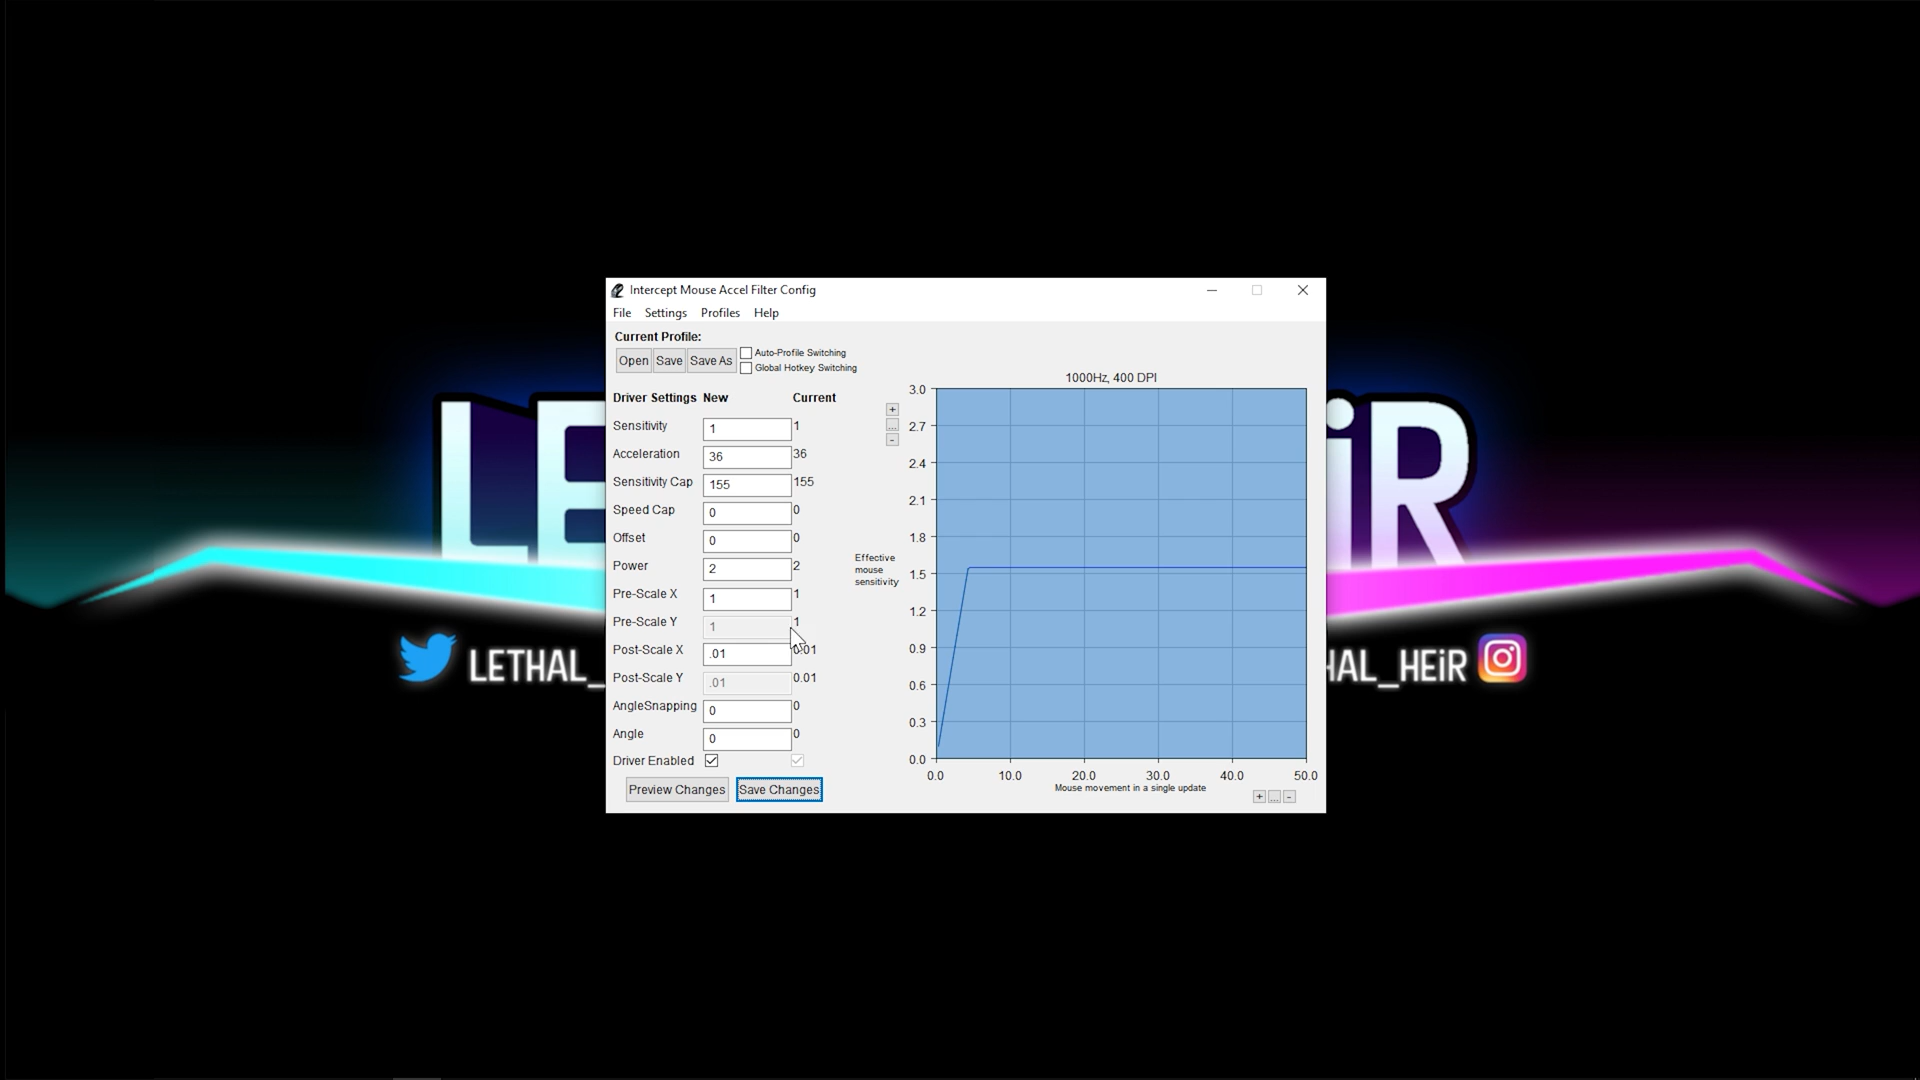 Intercept Mouse Accel Filter Config
File Settings Profiles Help
Current Profile:
Open Save Save As
Auto-Profile Switching
Global Hotkey Switching
Driver Settings New Current
Sensitivity 1 1
Acceleration 36 36
Sensitivity Cap 155 155
Speed Cap 0 0
Offset 0 0
Power 2 2
Pre-Scale X 1 1
Pre-Scale Y 1 1
Post-Scale X .01 0.01
Post-Scale Y .01 0.01
AngleSnapping 0 0
Angle 0 0
Driver Enabled
Preview Changes Save Changes
1000Hz, 400 DPI
+
...
-
3.0
2.7
2.4
2.1
1.8
1.5
1.2
0.9
0.6
0.3
0.0
Effective
mouse
sensitivity
0.0 10.0 20.0 30.0 40.0 50.0
Mouse movement in a single update
+ ... -
LE
iR
LETHAL_
HAL_HEiR